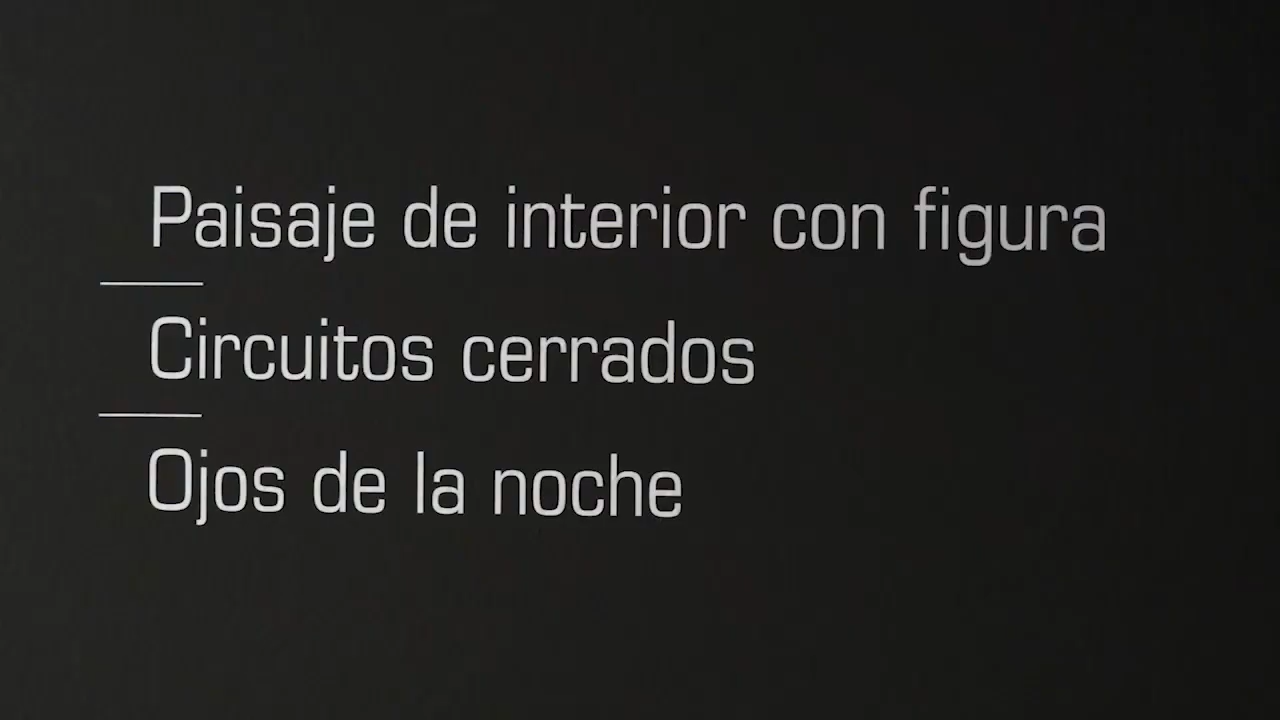 Paisaje de interior con figura
Circuitos cerrados
Ojos de la noche